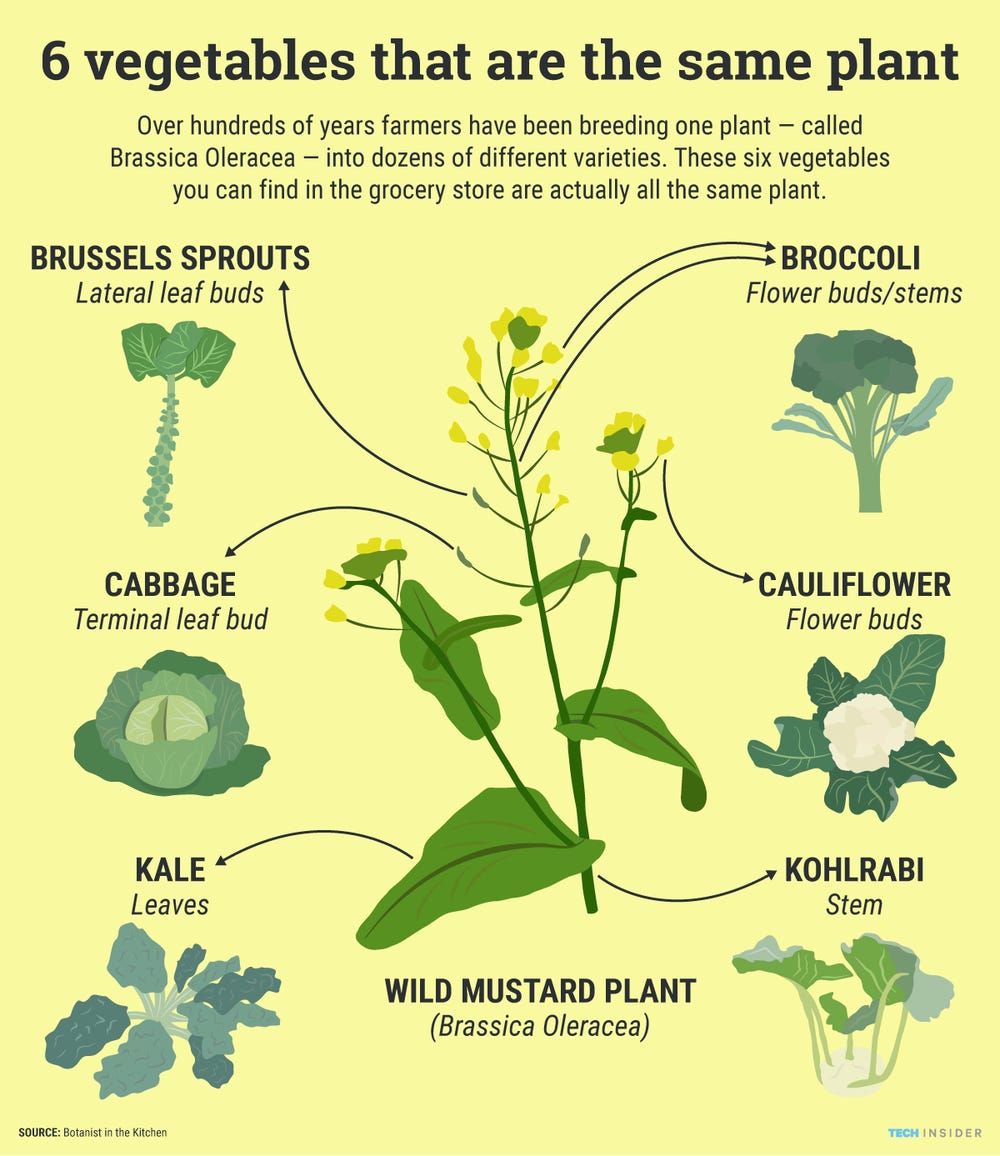 6 vegetables that are the same plant
Over hundreds of years farmers have been breeding one plant — called
Brassica Oleracea — into dozens of different varieties. These six vegetables
you can find in the grocery store are actually all the same plant.
BRUSSELS SPROUTS
Lateral leaf buds
BROCCOLI
Flower buds/stems
CABBAGE
Terminal leaf bud
CAULIFLOWER
Flower buds
KALE
Leaves
KOHLRABI
Stem
WILD MUSTARD PLANT
(Brassica Oleracea)
SOURCE: Botanist in the Kitchen
TECH INSIDER